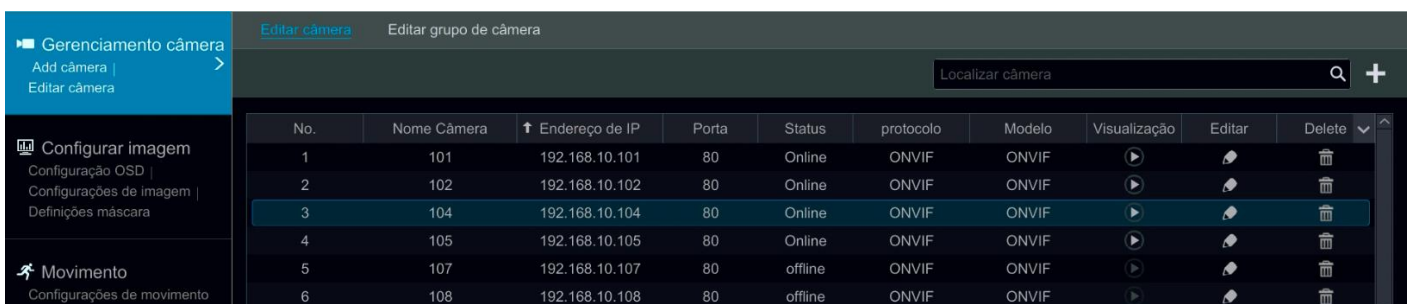 Gerenciamento câmera
Add câmera |
Editar câmera
Configurar imagem
Configuração OSD |
Configurações de imagem |
Definições máscara
Movimento
Configurações de movimento
Editar câmera Editar grupo de câmera
Localizar câmera
No. Nome Câmera Endereço de IP Porta Status protocolo Modelo Visualização Editar Delete
1 101 192.168.10.101 80 Online ONVIF ONVIF
2 102 192.168.10.102 80 Online ONVIF ONVIF
3 104 192.168.10.104 80 Online ONVIF ONVIF
4 105 192.168.10.105 80 Online ONVIF ONVIF
5 107 192.168.10.107 80 offline ONVIF ONVIF
6 108 192.168.10.108 80 offline ONVIF ONVIF